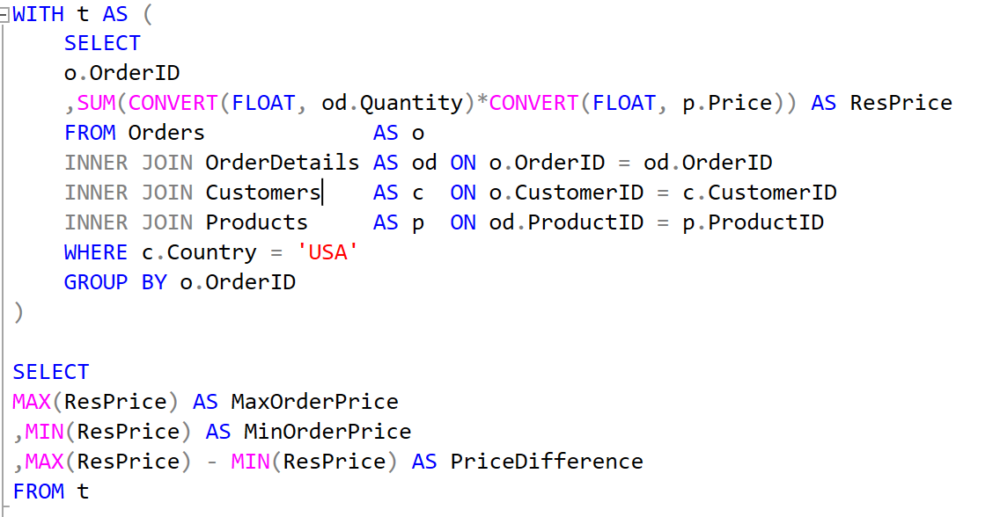 WITH t AS (
SELECT
o.OrderID
,SUM(CONVERT(FLOAT, od.Quantity)*CONVERT(FLOAT, p.Price)) AS ResPrice
FROM Orders AS o
INNER JOIN OrderDetails AS od ON o.OrderID = od.OrderID
INNER JOIN Customers AS c ON o.CustomerID = c.CustomerID
INNER JOIN Products AS p ON od.ProductID = p.ProductID
WHERE c.Country = 'USA'
GROUP BY o.OrderID
)
SELECT
MAX(ResPrice) AS MaxOrderPrice
,MIN(ResPrice) AS MinOrderPrice
,MAX(ResPrice) - MIN(ResPrice) AS PriceDifference
FROM t